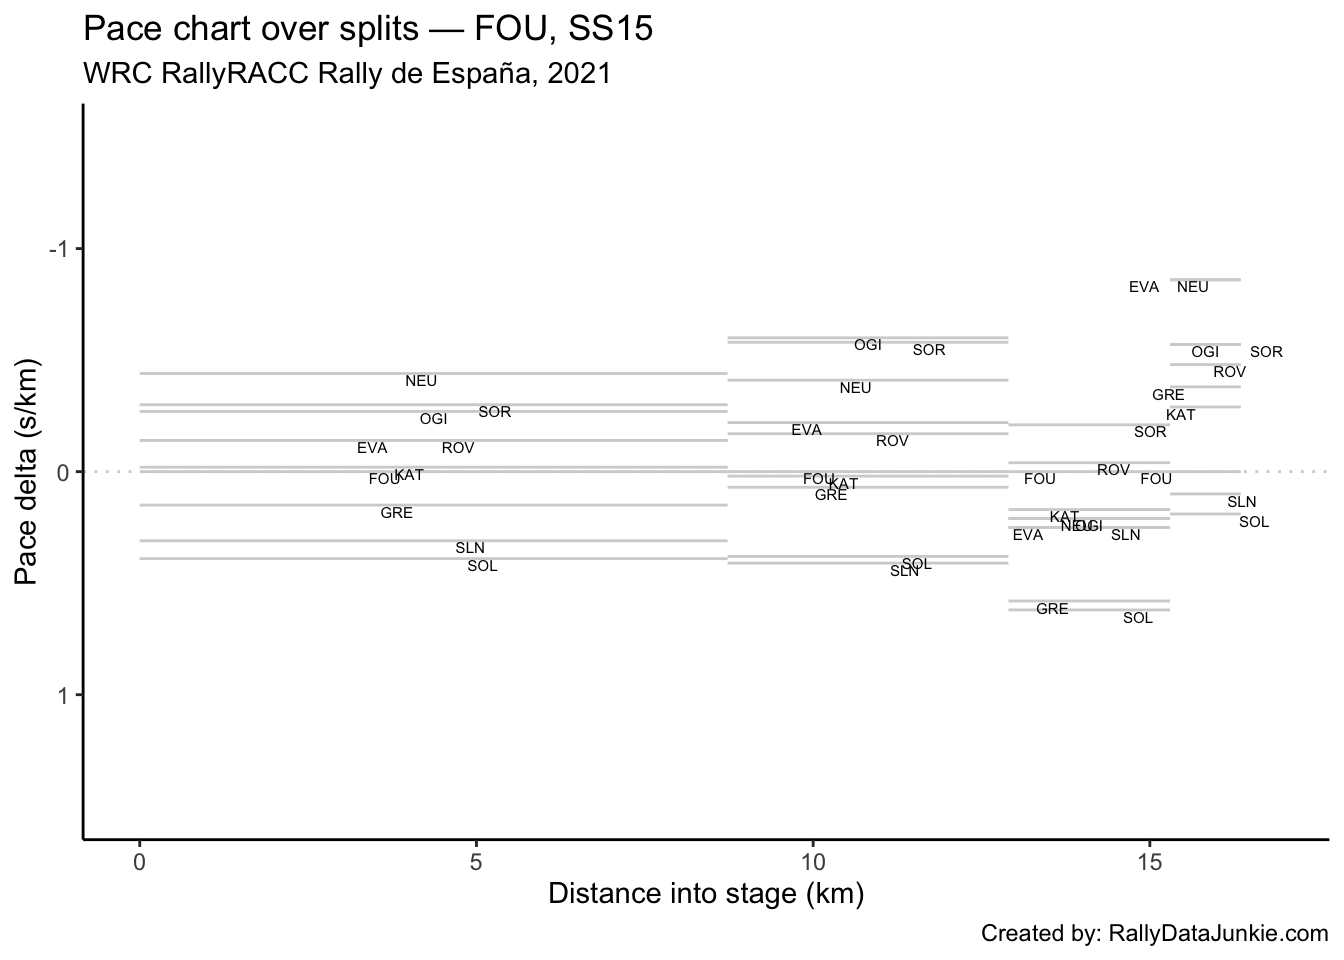 Pace chart over splits — FOU, SS15
WRC RallyRACC Rally de España, 2021
Pace delta (s/km)
-1
0
1
EVA NEU
OGI SOR
OGI SOR
ROV
NEU
NEU
GRE
SOR
KAT
OGI
EVA
SOR
EVA ROV
ROV
ROV
KAT
FOU
FOU
FOU
FOU
KAT
GRE
SLN
GRE
KAT
SOL
NEU
OGI
EVA
SLN
SLN
SOL
SOL
SLN
GRE
SOL
0 5 10 15
Distance into stage (km)
Created by: RallyDataJunkie.com